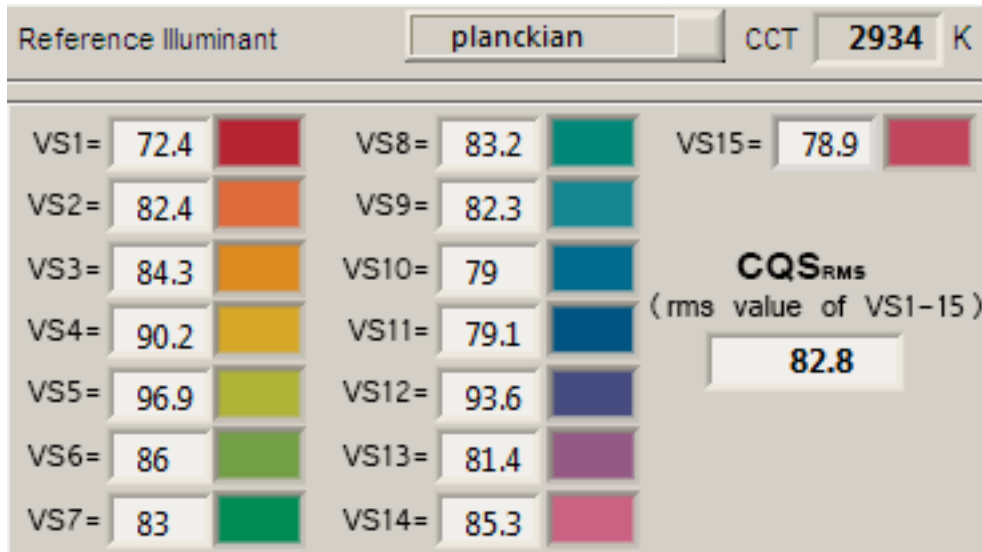 Reference Illuminant planckian CCT 2934 K
VS1= 72.4
VS2= 82.4
VS3= 84.3
VS4= 90.2
VS5= 96.9
VS6= 86
VS7= 83
VS8= 83.2
VS9= 82.3
VS10= 79
VS11= 79.1
VS12= 93.6
VS13= 81.4
VS14= 85.3
VS15= 78.9
CQSRMS
(rms value of VS1-15)
82.8